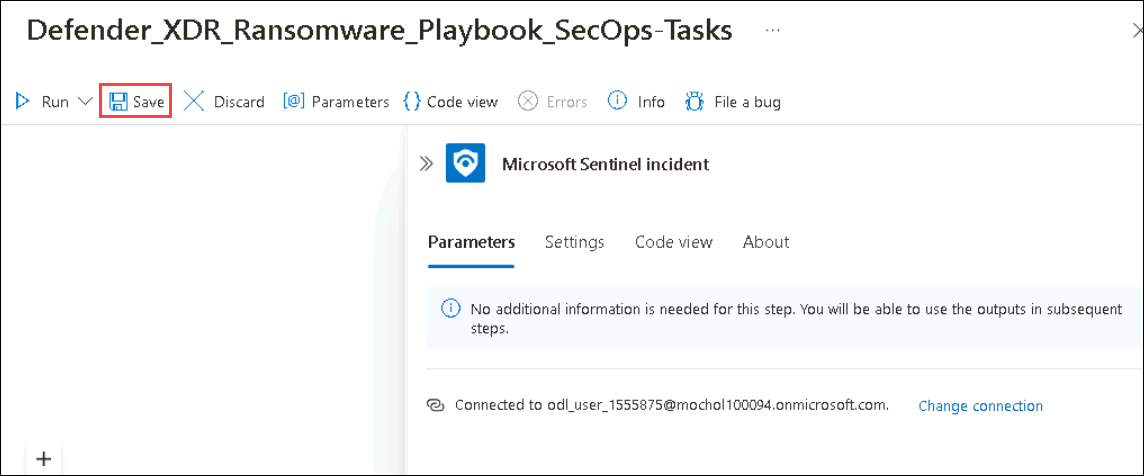 Defender_XDR_Ransomware_Playbook_SecOps-Tasks ...
Run Save Discard [@] Parameters {} Code view Errors Info File a bug
Microsoft Sentinel incident
Parameters Settings Code view About
No additional information is needed for this step. You will be able to use the outputs in subsequent
steps.
Connected to odl_user_1555875@mochol100094.onmicrosoft.com. Change connection